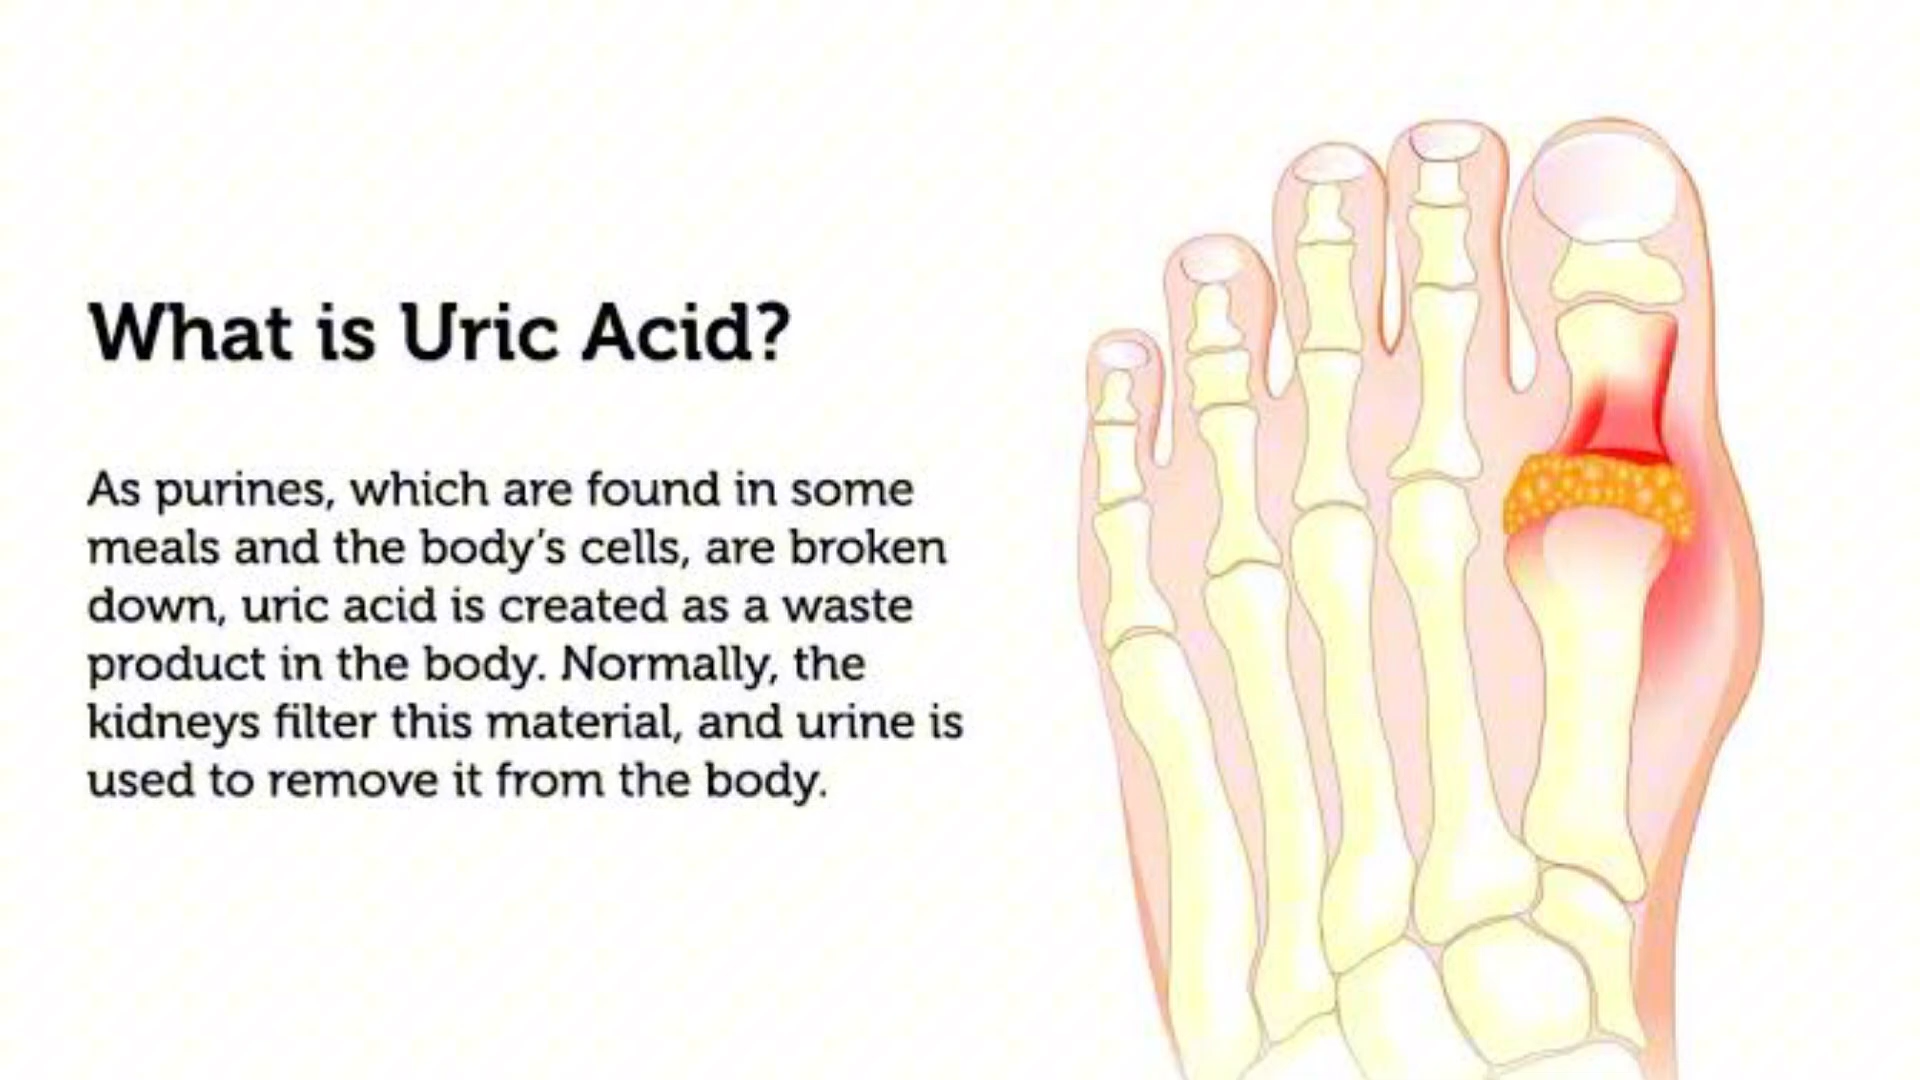 What is Uric Acid?
As purines, which are found in some
meals and the body's cells, are broken
down, uric acid is created as a waste
product in the body. Normally, the
kidneys filter this material, and urine is
used to remove it from the body.